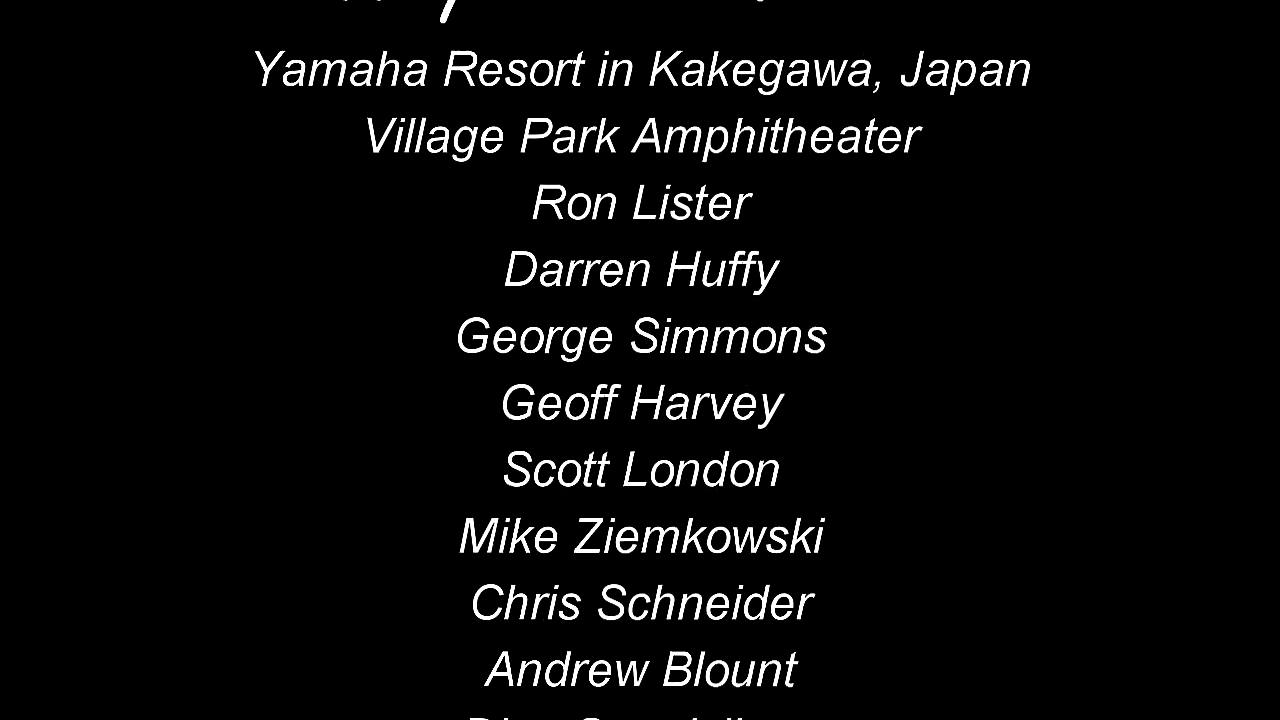 Yamaha Resort in Kakegawa, Japan
Village Park Amphitheater
Ron Lister
Darren Huffy
George Simmons
Geoff Harvey
Scott London
Mike Ziemkowski
Chris Schneider
Andrew Blount